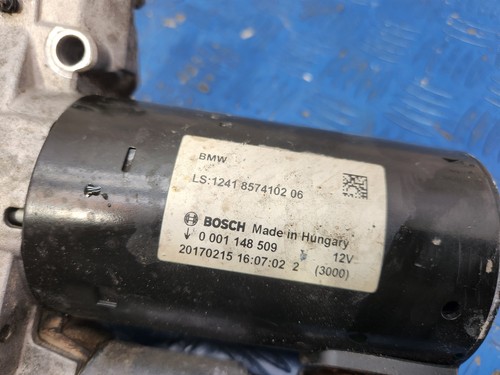 BMW
LS:1241 8574102 06
BOSCH Made in Hungary
0 001 148 509 12V
20170215 16:07:02 2 (3000)